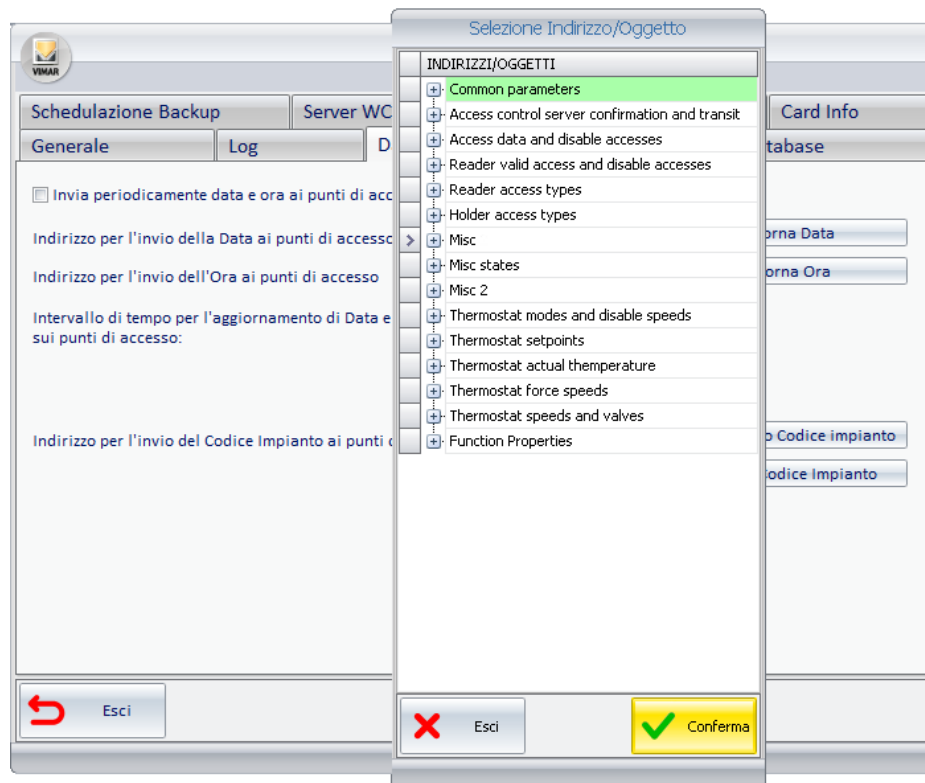 Selezione Indirizzo/Oggetto
VIMAR
INDIRIZZI/OGGETTI
Common parameters
Access control server confirmation and transit
Access data and disable accesses
Reader valid access and disable accesses
Reader access types
Holder access types
Misc
Misc states
Misc 2
Thermostat modes and disable speeds
Thermostat setpoints
Thermostat actual themperature
Thermostat force speeds
Thermostat speeds and valves
Function Properties
Esci
Conferma
Schedulazione Backup
Server WC
Card Info
Generale
Log
D
tabase
Invia periodicamente data e ora ai punti di acc
Indirizzo per l'invio della Data ai punti di accesso
orna Data
Indirizzo per l'invio dell'Ora ai punti di accesso
orna Ora
Intervallo di tempo per l'aggiornamento di Data e
sui punti di accesso:
Indirizzo per l'invio del Codice Impianto ai punti
o Codice impianto
Codice Impianto
Esci